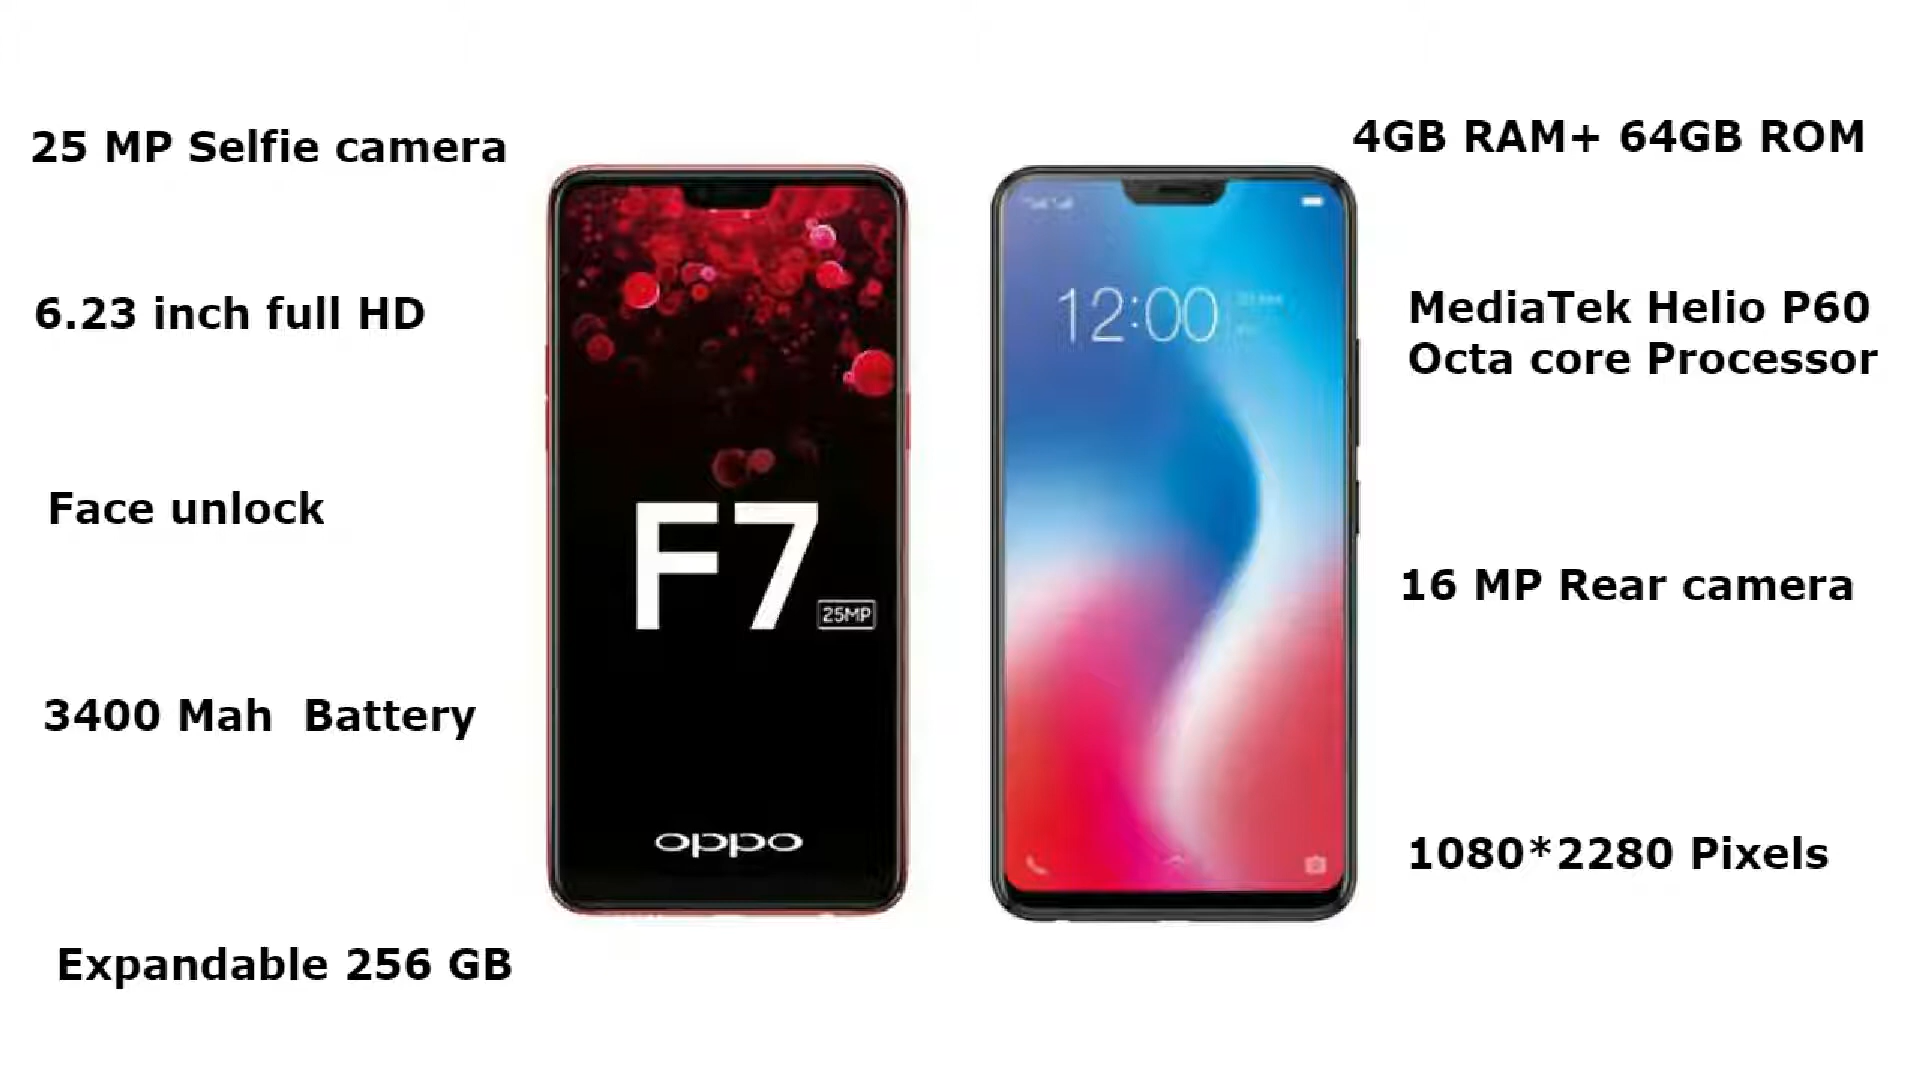 25 MP Selfie camera
6.23 inch full HD
Face unlock
3400 Mah  Battery
Expandable 256 GB
F7
25MP
oppo
12:00
4GB RAM+ 64GB ROM
MediaTek Helio P60
Octa core Processor
16 MP Rear camera
1080*2280 Pixels